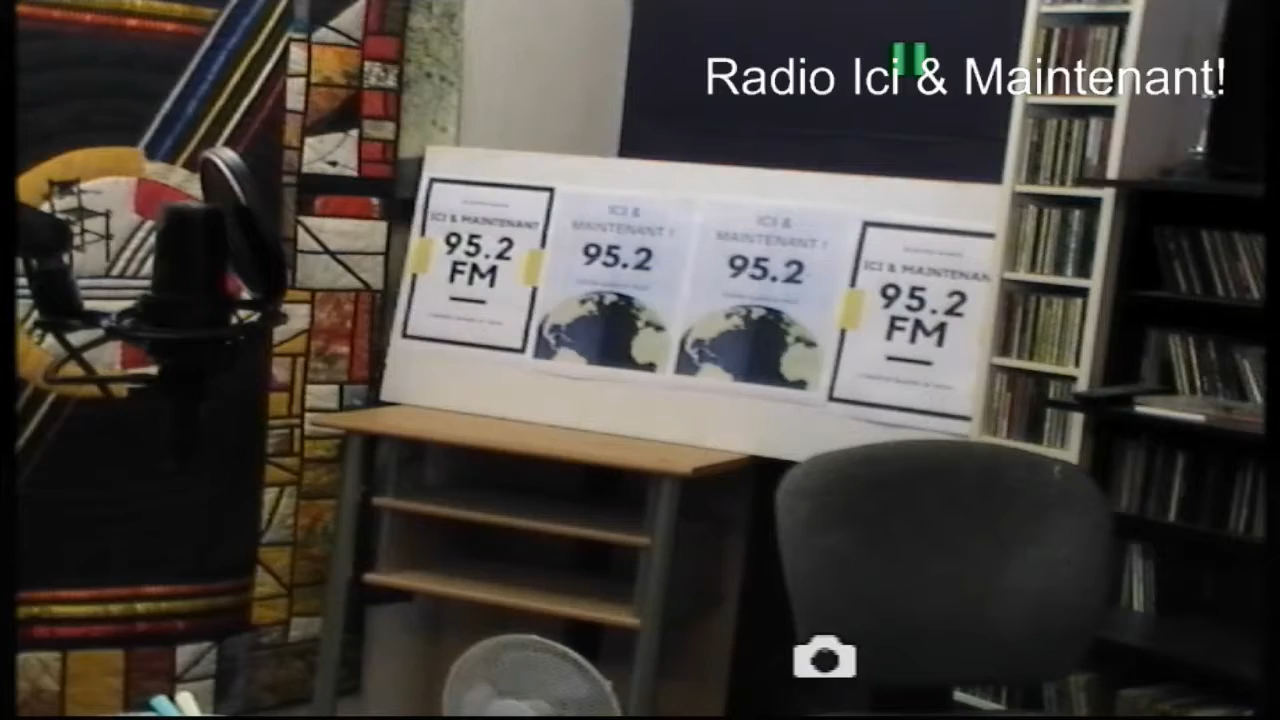 Radio Ici & Maintenant!
ICI & MAINTENANT
95.2
FM
ICI &
MAINTENANT !
95.2
ICI &
MAINTENANT !
95.2
ICI & MAINTENAN
95.2
FM